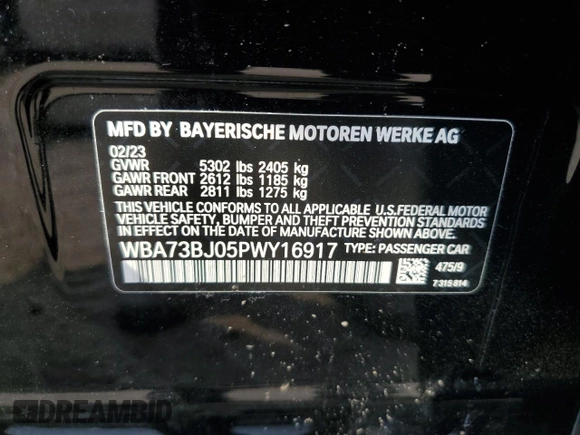 MFD BY BAYERISCHE MOTOREN WERKE AG
02/23
GVWR 5302 lbs 2405 kg
GAWR FRONT 2612 lbs 1185 kg
GAWR REAR 2811 lbs 1275 kg
THIS VEHICLE CONFORMS TO ALL APPLICABLE U.S.FEDERAL MOTOR
VEHICLE SAFETY, BUMPER AND THEFT PREVENTION STANDARDS
IN EFFECT ON THE DATE OF MANUFACTURE SHOWN ABOVE.
WBA73BJ05PWY16917 TYPE: PASSENGER CAR
475/9
7315814
DREAMBID